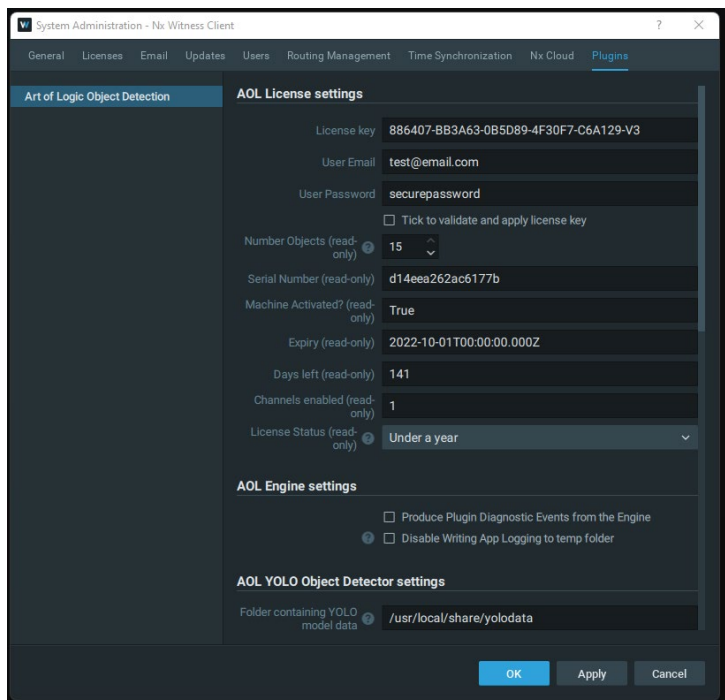 System Administration - Nx Witness Client
General Licenses Email Updates Users Routing Management Time Synchronization Nx Cloud Plugins
Art of Logic Object Detection
AOL License settings
License key 886407-BB3A63-0B5D89-4F30F7-C6A129-V3
User Email test@email.com
User Password securepassword
Tick to validate and apply license key
Number Objects (read-
only) 15
Serial Number (read-only) d14eea262ac6177b
Machine Activated? (read-
only) True
Expiry (read-only) 2022-10-01T00:00:00.000Z
Days left (read-only) 141
Channels enabled (read-
only) 1
License Status (read-
only) Under a year
AOL Engine settings
Produce Plugin Diagnostic Events from the Engine
Disable Writing App Logging to temp folder
AOL YOLO Object Detector settings
Folder containing YOLO
model data /usr/local/share/yolodata
OK Apply Cancel